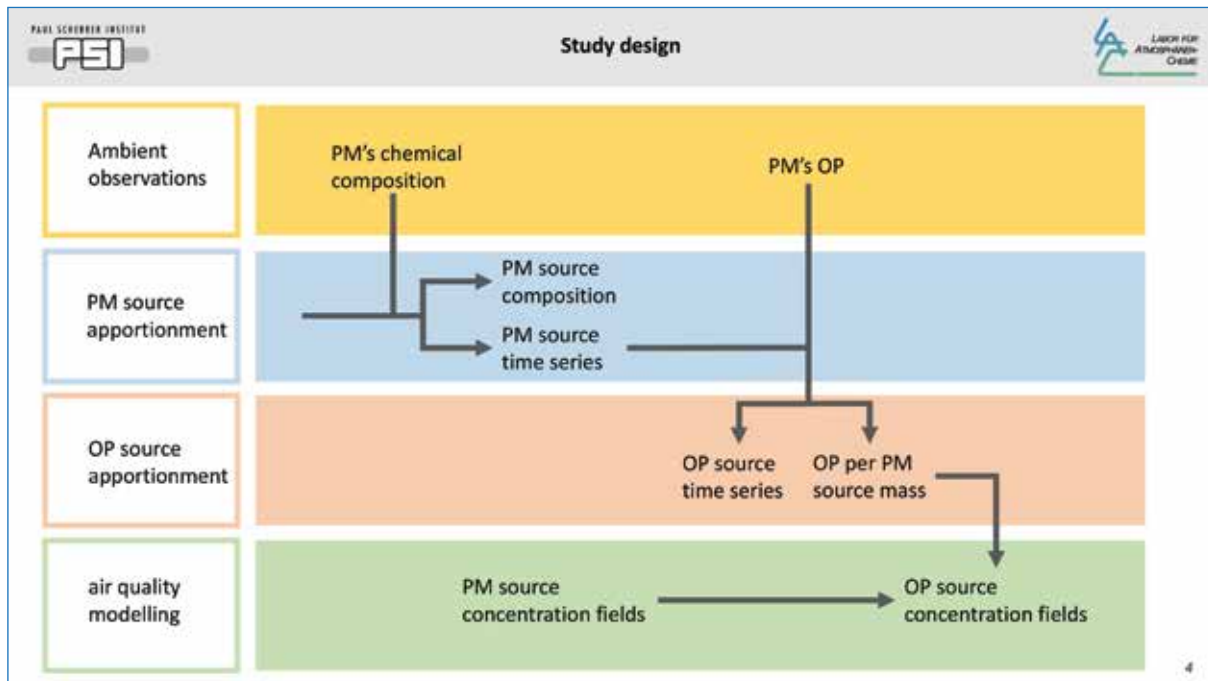 PAUL SCHERRER INSTITUT
PSI
Study design
LABOR FÜR
ATMOSPHÄREN-
CHEMIE
Ambient
observations
PM's chemical
composition
PM's OP
PM source
apportionment
PM source
composition
PM source
time series
OP source
apportionment
OP source
time series
OP per PM
source mass
air quality
modelling
PM source
concentration fields
OP source
concentration fields
4